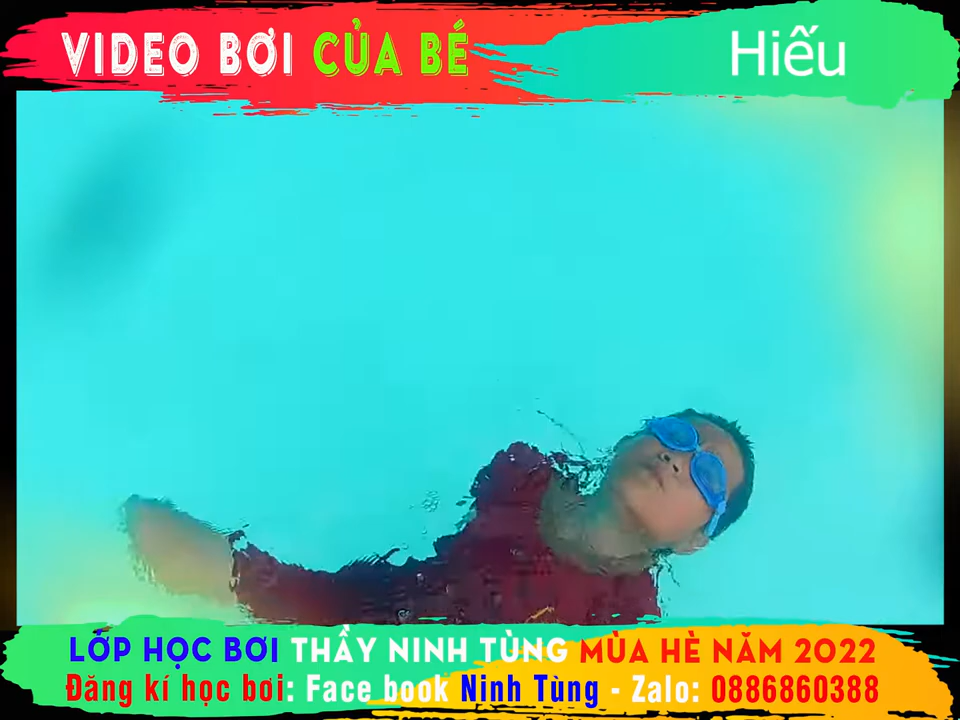 VIDEO BƠI CỦA BÉ
Hiếu
LỚP HỌC BƠI THẦY NINH TÙNG MÙA HÈ NĂM 2022
Đăng kí học bơi: Face book Ninh Tùng - Zalo: 0886860388